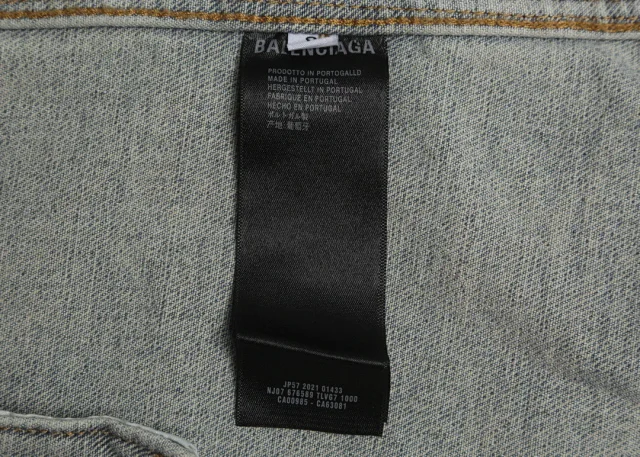 S
BALENCIAGA
PRODOTTO IN PORTOGALLO
MADE IN PORTUGAL
HERGESTELLT IN PORTUGAL
FABRIQUE EN PORTUGAL
HECHO EN PORTUGAL
ポルトガル製
产地:葡萄牙
JP57 2021 01433
NJ07 676589 TLVG7 1000
CA00985 - CA63081